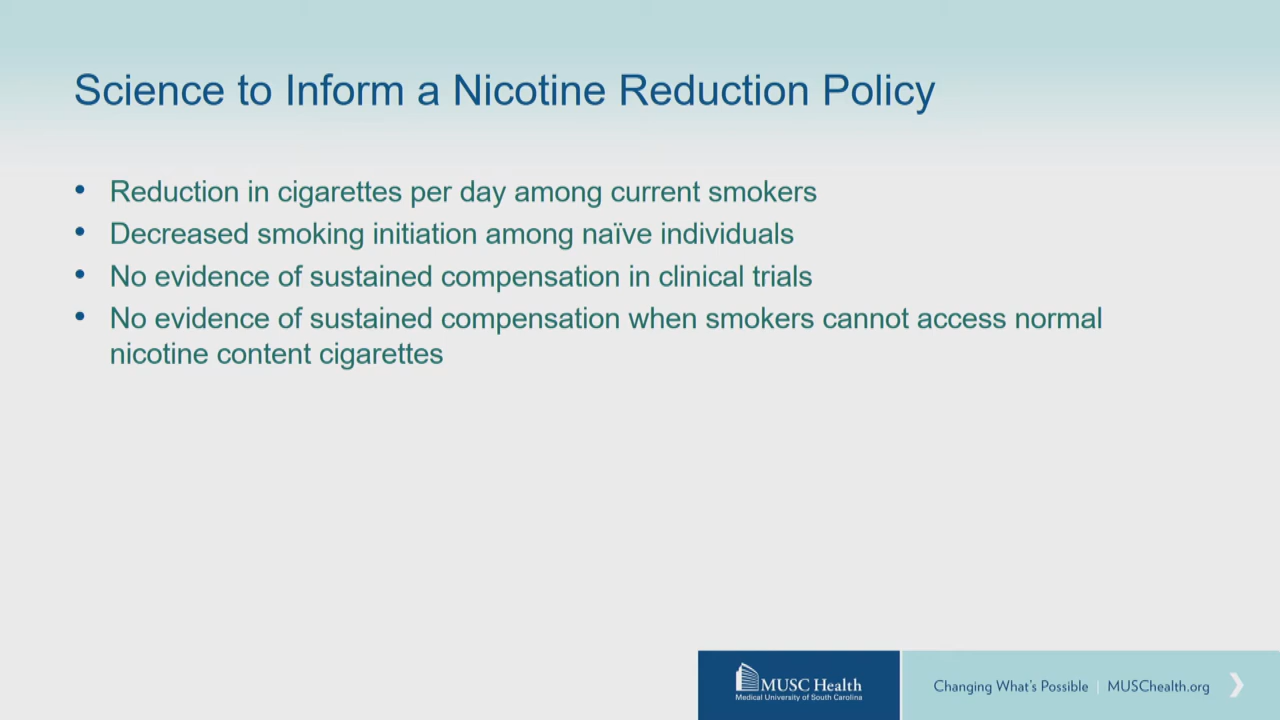 Science to Inform a Nicotine Reduction Policy
• Reduction in cigarettes per day among current smokers
• Decreased smoking initiation among naïve individuals
• No evidence of sustained compensation in clinical trials
• No evidence of sustained compensation when smokers cannot access normal
nicotine content cigarettes
MUSC Health
Medical University of South Carolina
Changing What's Possible | MUSChealth.org